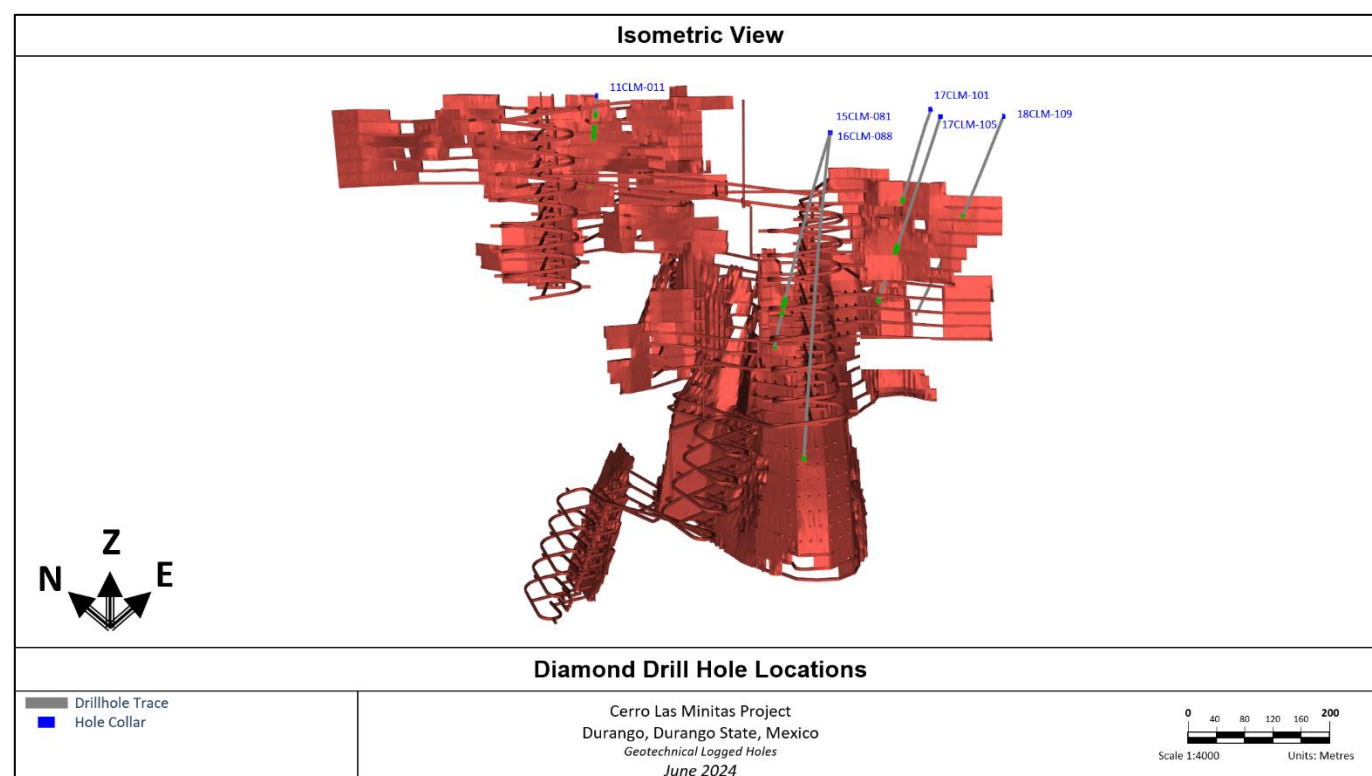 Isometric View
11CLM-011
15CLM-081
16CLM-088
17CLM-101
17CLM-105
18CLM-109
Z
N
E
Diamond Drill Hole Locations
Drillhole Trace
Hole Collar
Cerro Las Minitas Project
Durango, Durango State, Mexico
Geotechnical Logged Holes
June 2024
0 40 80 120 160 200
Scale 1:4000 Units: Metres